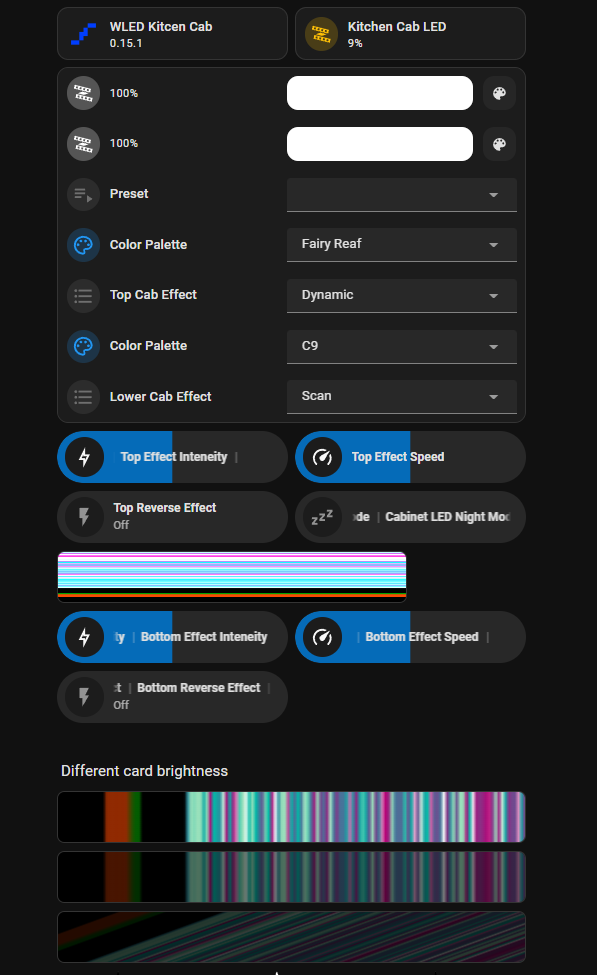 WLED Kitcen Cab
0.15.1
Kitchen Cab LED
9%
100%
100%
Preset
Color Palette
Fairy Reaf
Top Cab Effect
Dynamic
Color Palette
C9
Lower Cab Effect
Scan
Top Effect Inteneity |
Top Effect Speed
Top Reverse Effect
Off
zzz
de | Cabinet LED Night Mod
ty | Bottom Effect Inteneity
| Bottom Effect Speed |
t | Bottom Reverse Effect |
Off
Different card brightness